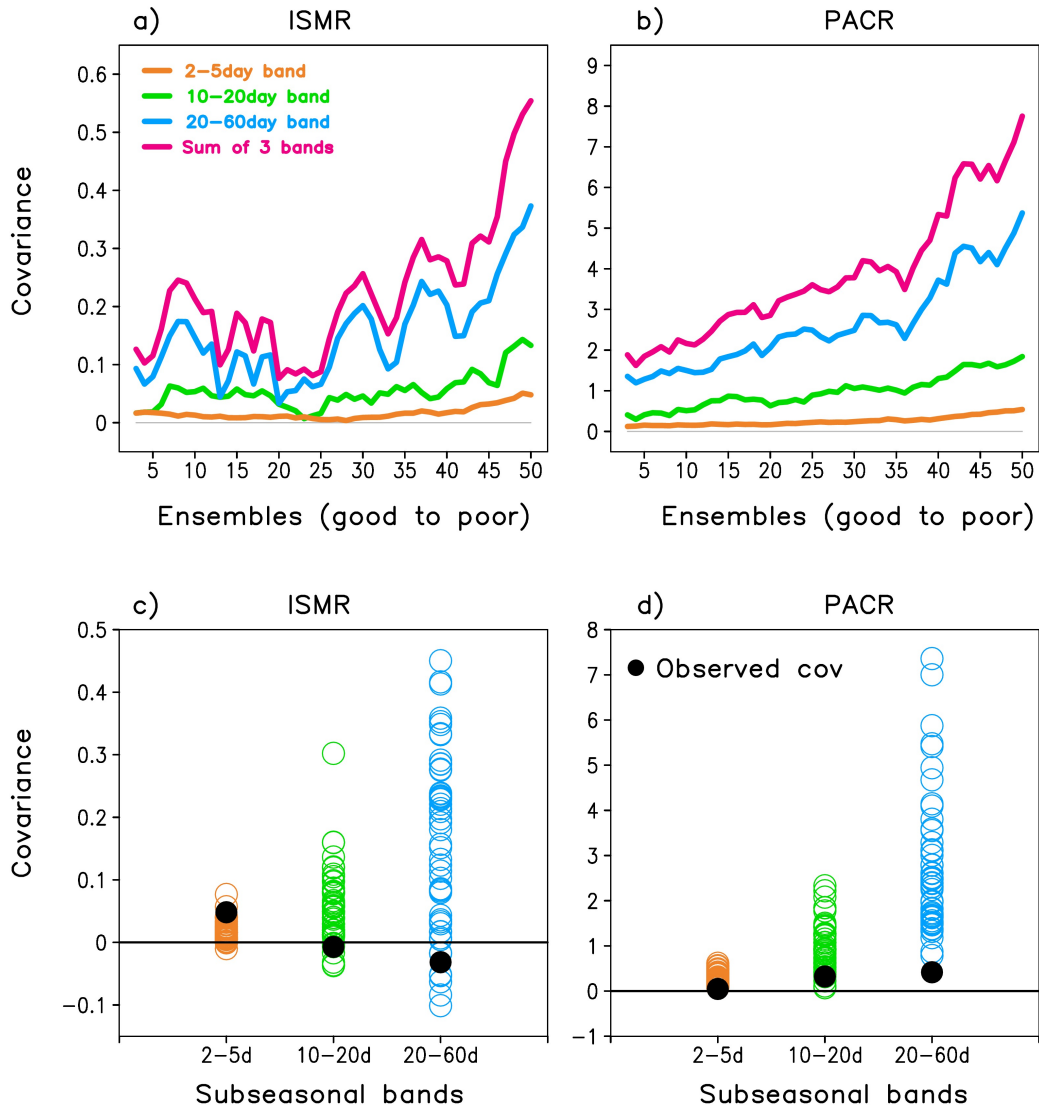 a) ISMR
b) PACR
0.6
0.5
0.4
0.3
0.2
0.1
0
2−5day band
10−20day band
20−60day band
Sum of 3 bands
Covariance
5 10 15 20 25 30 35 40 45 50
Ensembles (good to poor)
9
8
7
6
5
4
3
2
1
0
5 10 15 20 25 30 35 40 45 50
Ensembles (good to poor)
c) ISMR
d) PACR
0.5
0.4
0.3
0.2
0.1
0
−0.1
Covariance
2−5d 10−20d 20−60d
Subseasonal bands
8
7
6
5
4
3
2
1
0
−1
Observed cov
2−5d 10−20d 20−60d
Subseasonal bands